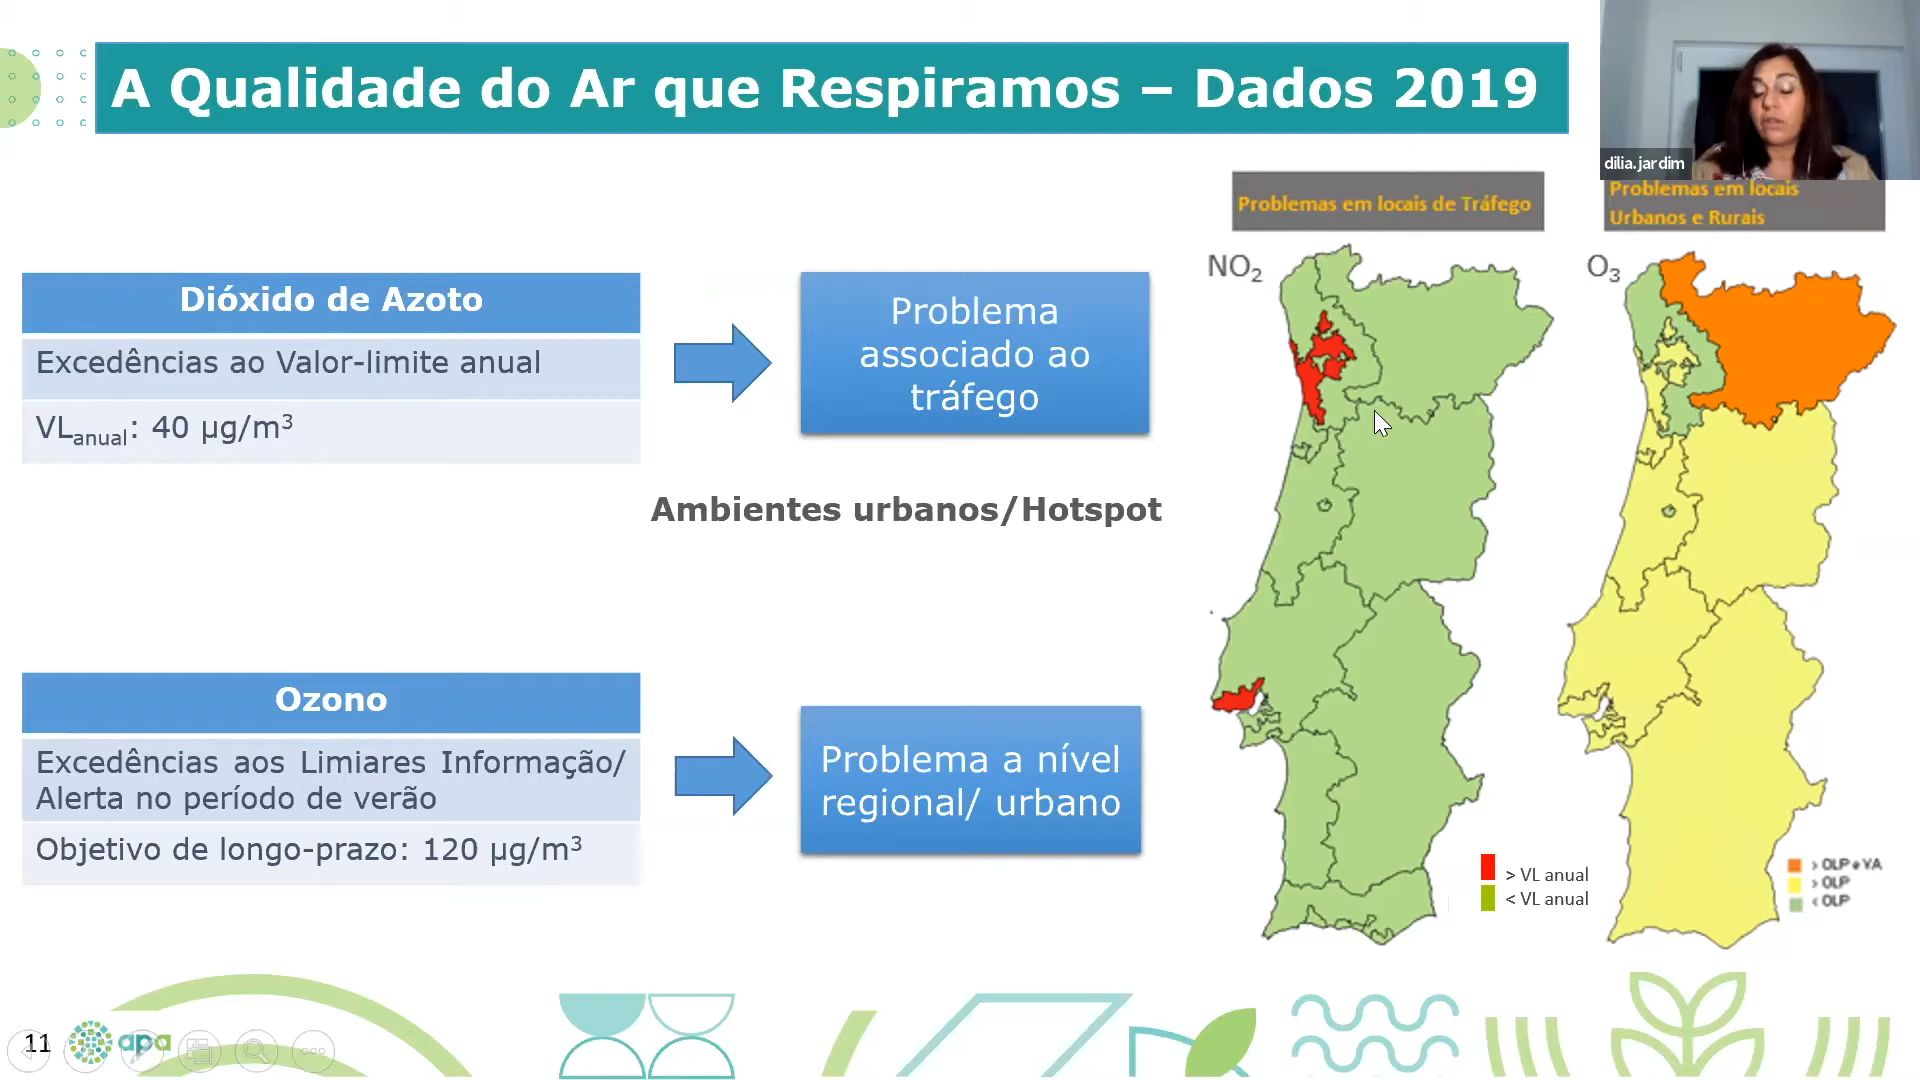 A Qualidade do Ar que Respiramos – Dados 2019
dilia.jardim
Problemas em locais de Tráfego
Problemas em locais
Urbanos e Rurais
NO₂
O₃
Dióxido de Azoto
Excedências ao Valor-limite anual
VLanual: 40 µg/m³
Problema
associado ao
tráfego
Ambientes urbanos/Hotspot
Ozono
Excedências aos Limiares Informação/
Alerta no período de verão
Objetivo de longo-prazo: 120 µg/m³
Problema a nível
regional/ urbano
> VL anual
< VL anual
> OLP e VA
> OLP
< OLP
11
apa